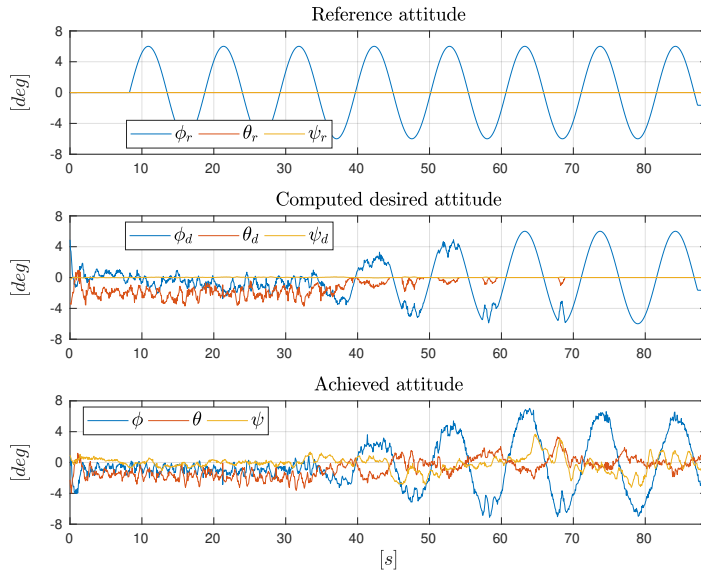 Reference attitude
8
4
0
-4
-8
[deg]
ϕr θr ψr
0 10 20 30 40 50 60 70 80
Computed desired attitude
8
4
0
-4
-8
[deg]
ϕd θd ψd
0 10 20 30 40 50 60 70 80
Achieved attitude
8
4
0
-4
-8
[deg]
ϕ θ ψ
0 10 20 30 40 50 60 70 80
[s]